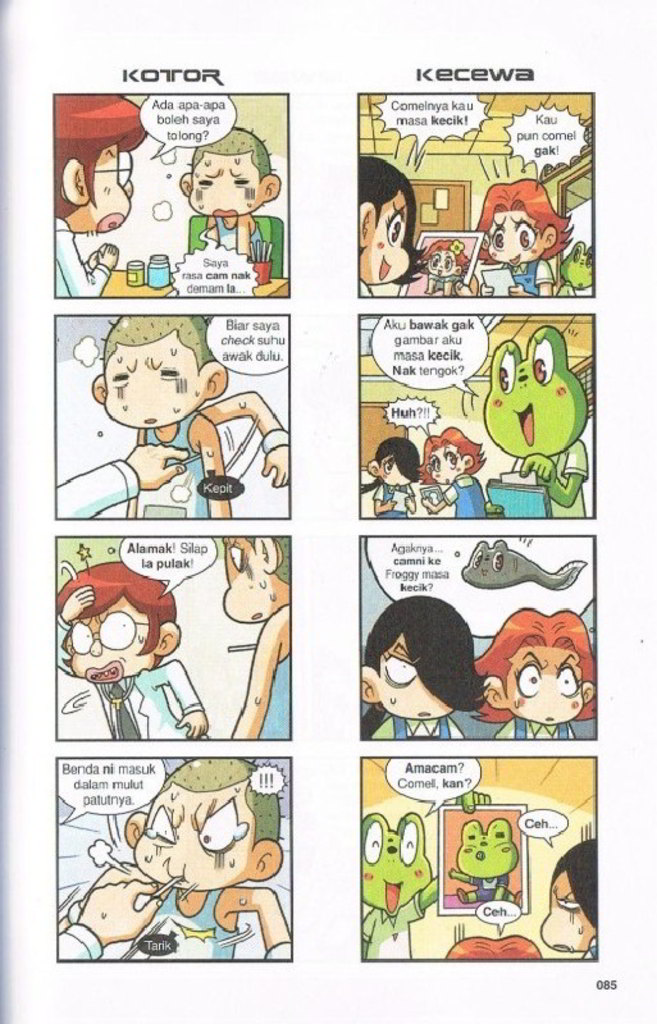 KOTOR
Ada apa-apa
boleh saya
tolong?
Saya
rasa cam nak
demam la...
Biar saya
check suhu
awak dulu.
Kepit
Alamak! Silap
la pulak!
Benda ni masuk
dalam mulut
patutnya.
!!!
Tarik
Kecewa
Comelnya kau
masa kecik!
Kau
pun comel
gak!
Aku bawak gak
gambar aku
masa kecik.
Nak tengok?
Huh?!!
Agaknya...
camni ke
Froggy masa
kecik?
Amacam?
Comel, kan?
Ceh...
Ceh...
085